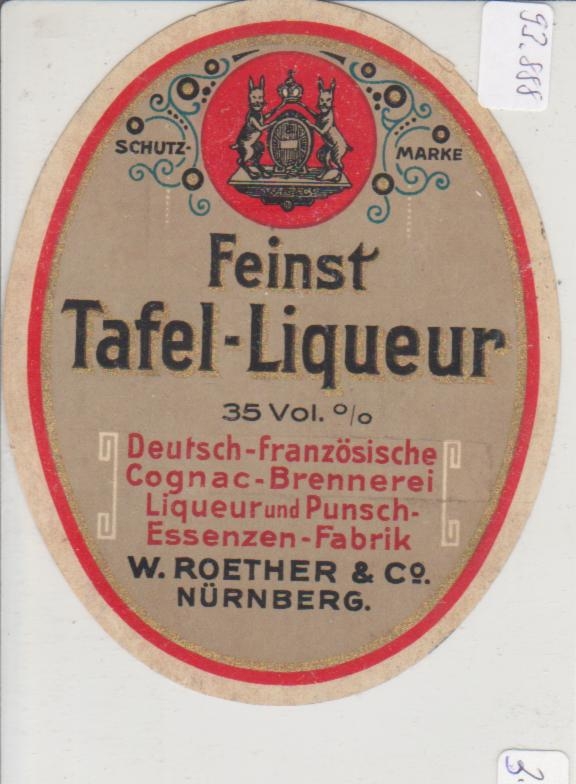 93.888
SCHUTZ- MARKE
Feinst
Tafel-Liqueur
35 Vol. %
Deutsch-französische
Cognac-Brennerei
Liqueur und Punsch-
Essenzen-Fabrik
W. ROETHER & Co.
NÜRNBERG.